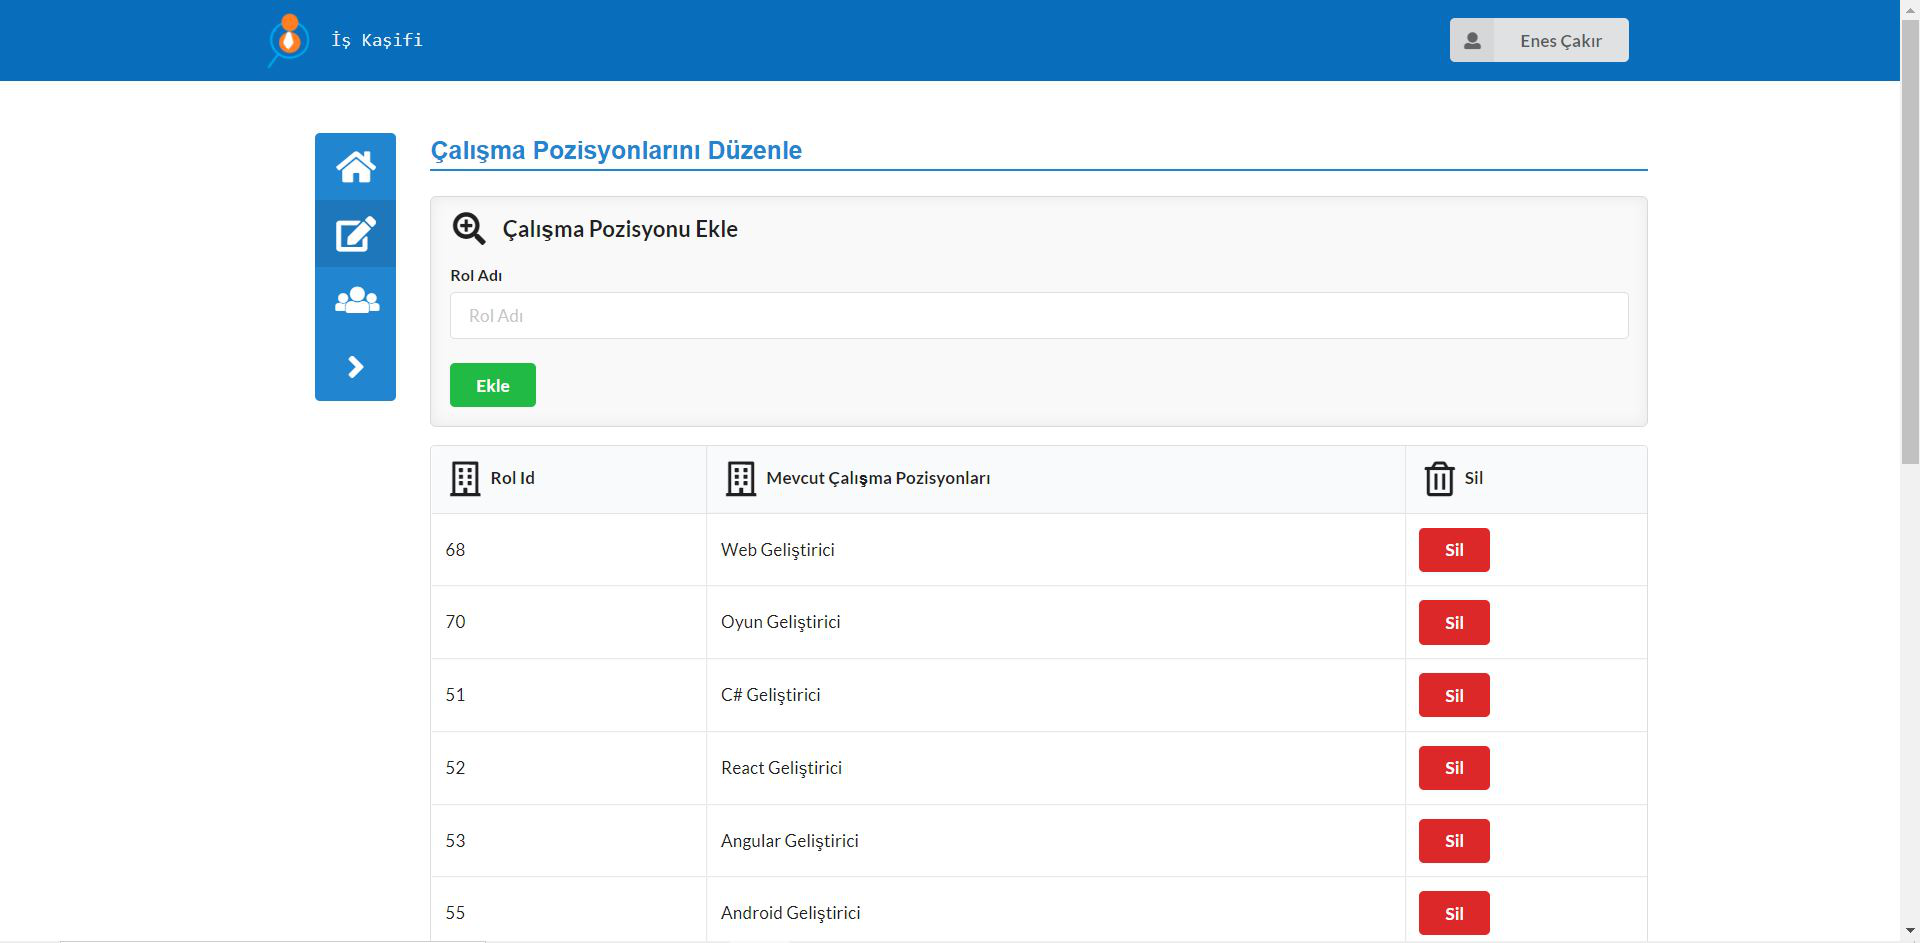 İş Kaşifi
Enes Çakır
Çalışma Pozisyonlarını Düzenle
Çalışma Pozisyonu Ekle
Rol Adı
Rol Adı
Ekle
Rol Id Mevcut Çalışma Pozisyonları Sil
68 Web Geliştirici Sil
70 Oyun Geliştirici Sil
51 C# Geliştirici Sil
52 React Geliştirici Sil
53 Angular Geliştirici Sil
55 Android Geliştirici Sil